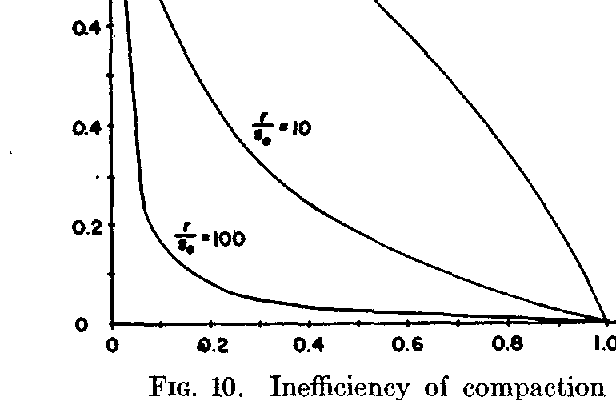 0.4
0.4
r/s₀ = 10
0.2
r/s₀ = 100
0
0 0.2 0.4 0.6 0.8 1.0
FIG. 10. Inefficiency of compaction